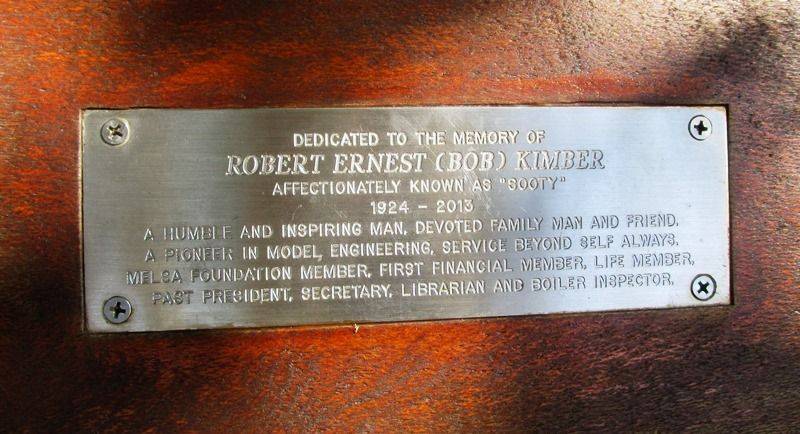 DEDICATED TO THE MEMORY OF
ROBERT ERNEST (BOB) KIMBER
AFFECTIONATELY KNOWN AS "SOOTY"
1924 - 2013
A HUMBLE AND INSPIRING MAN, DEVOTED FAMILY MAN AND FRIEND.
A PIONEER IN MODEL, ENGINEERING, SERVICE BEYOND SELF ALWAYS.
MELSA FOUNDATION MEMBER, FIRST FINANCIAL MEMBER, LIFE MEMBER,
PAST PRESIDENT, SECRETARY, LIBRARIAN AND BOILER INSPECTOR.